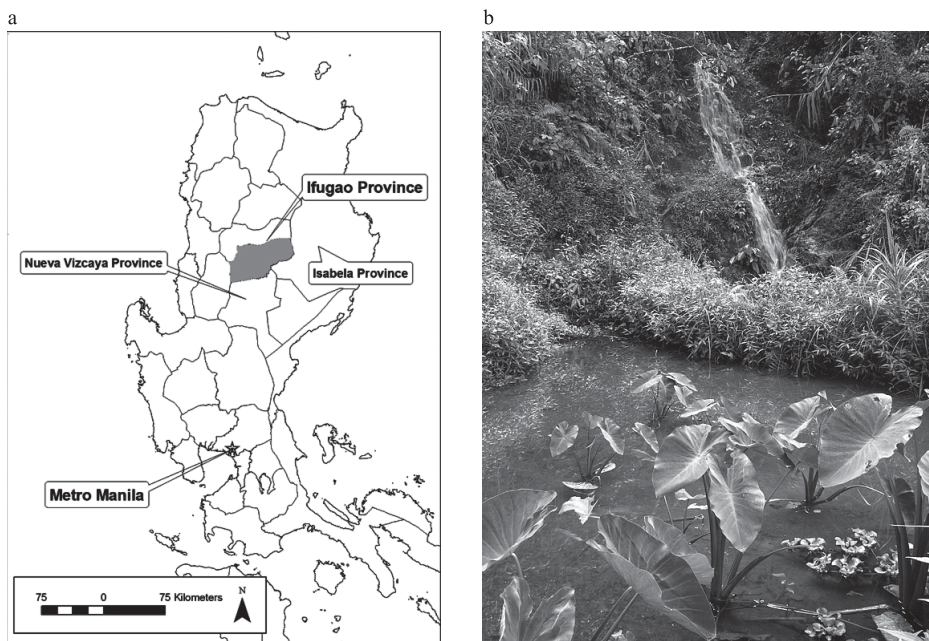 a
b
Ifugao Province
Nueva Vizcaya Province
Isabela Province
Metro Manila
75 0 75 Kilometers
N